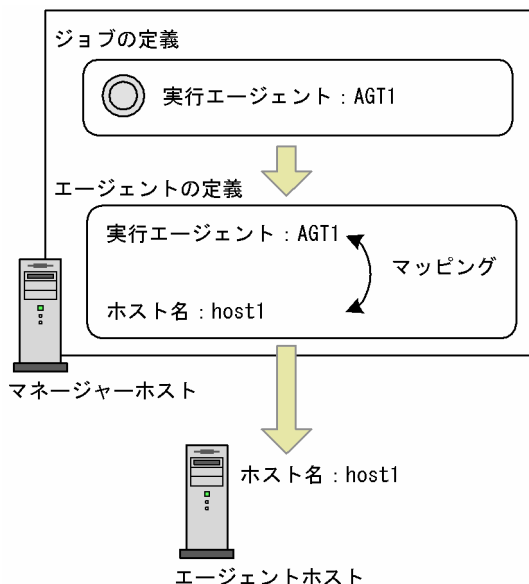 ジョブの定義
実行エージェント：AGT1
エージェントの定義
実行エージェント：AGT1
マッピング
ホスト名：host1
マネージャーホスト
ホスト名：host1
エージェントホスト